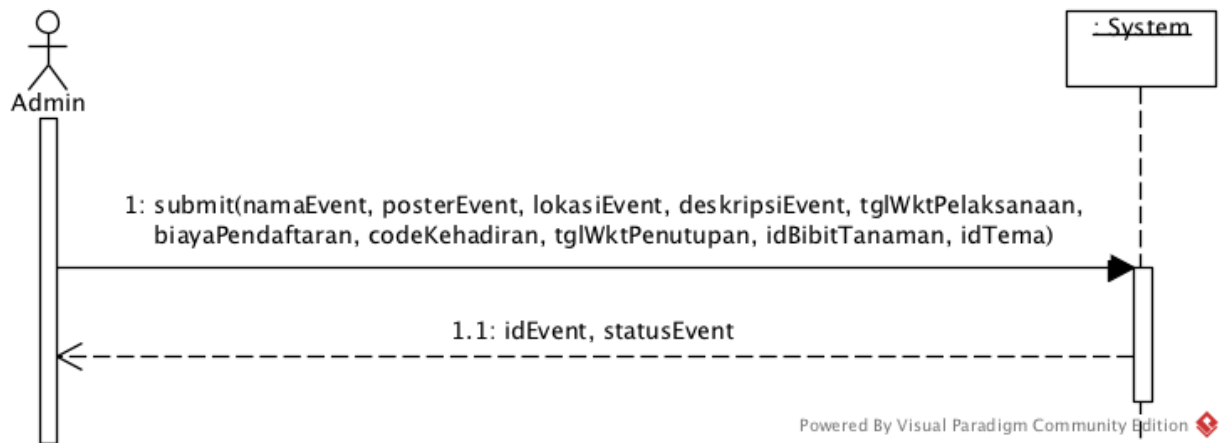 : System
Admin
1: submit(namaEvent, posterEvent, lokasiEvent, deskripsiEvent, tglWktPelaksanaan,
biayaPendaftaran, codeKehadiran, tglWktPenutupan, idBibitTanaman, idTema)
1.1: idEvent, statusEvent
Powered By Visual Paradigm Community Edition